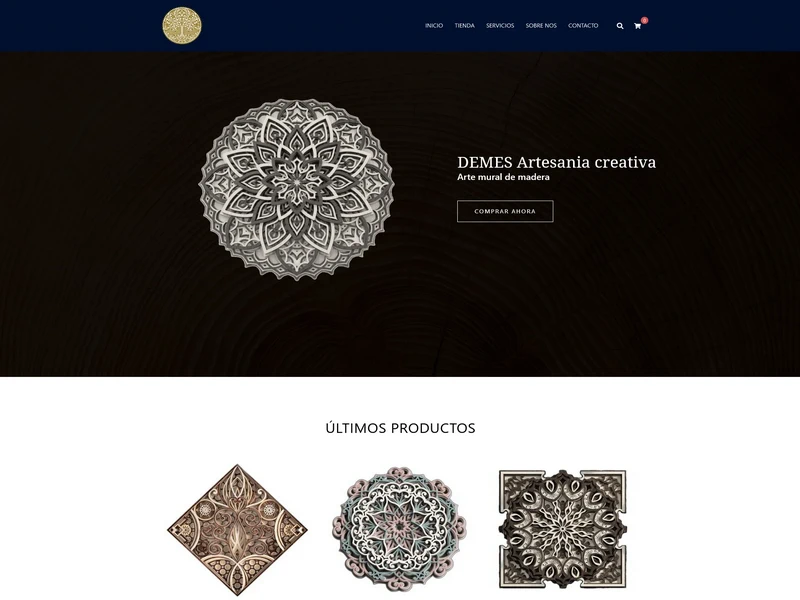 INICIO TIENDA SERVICIOS SOBRE NOS CONTACTO 0
DEMES Artesania creativa
Arte mural de madera
COMPRAR AHORA
ÚLTIMOS PRODUCTOS